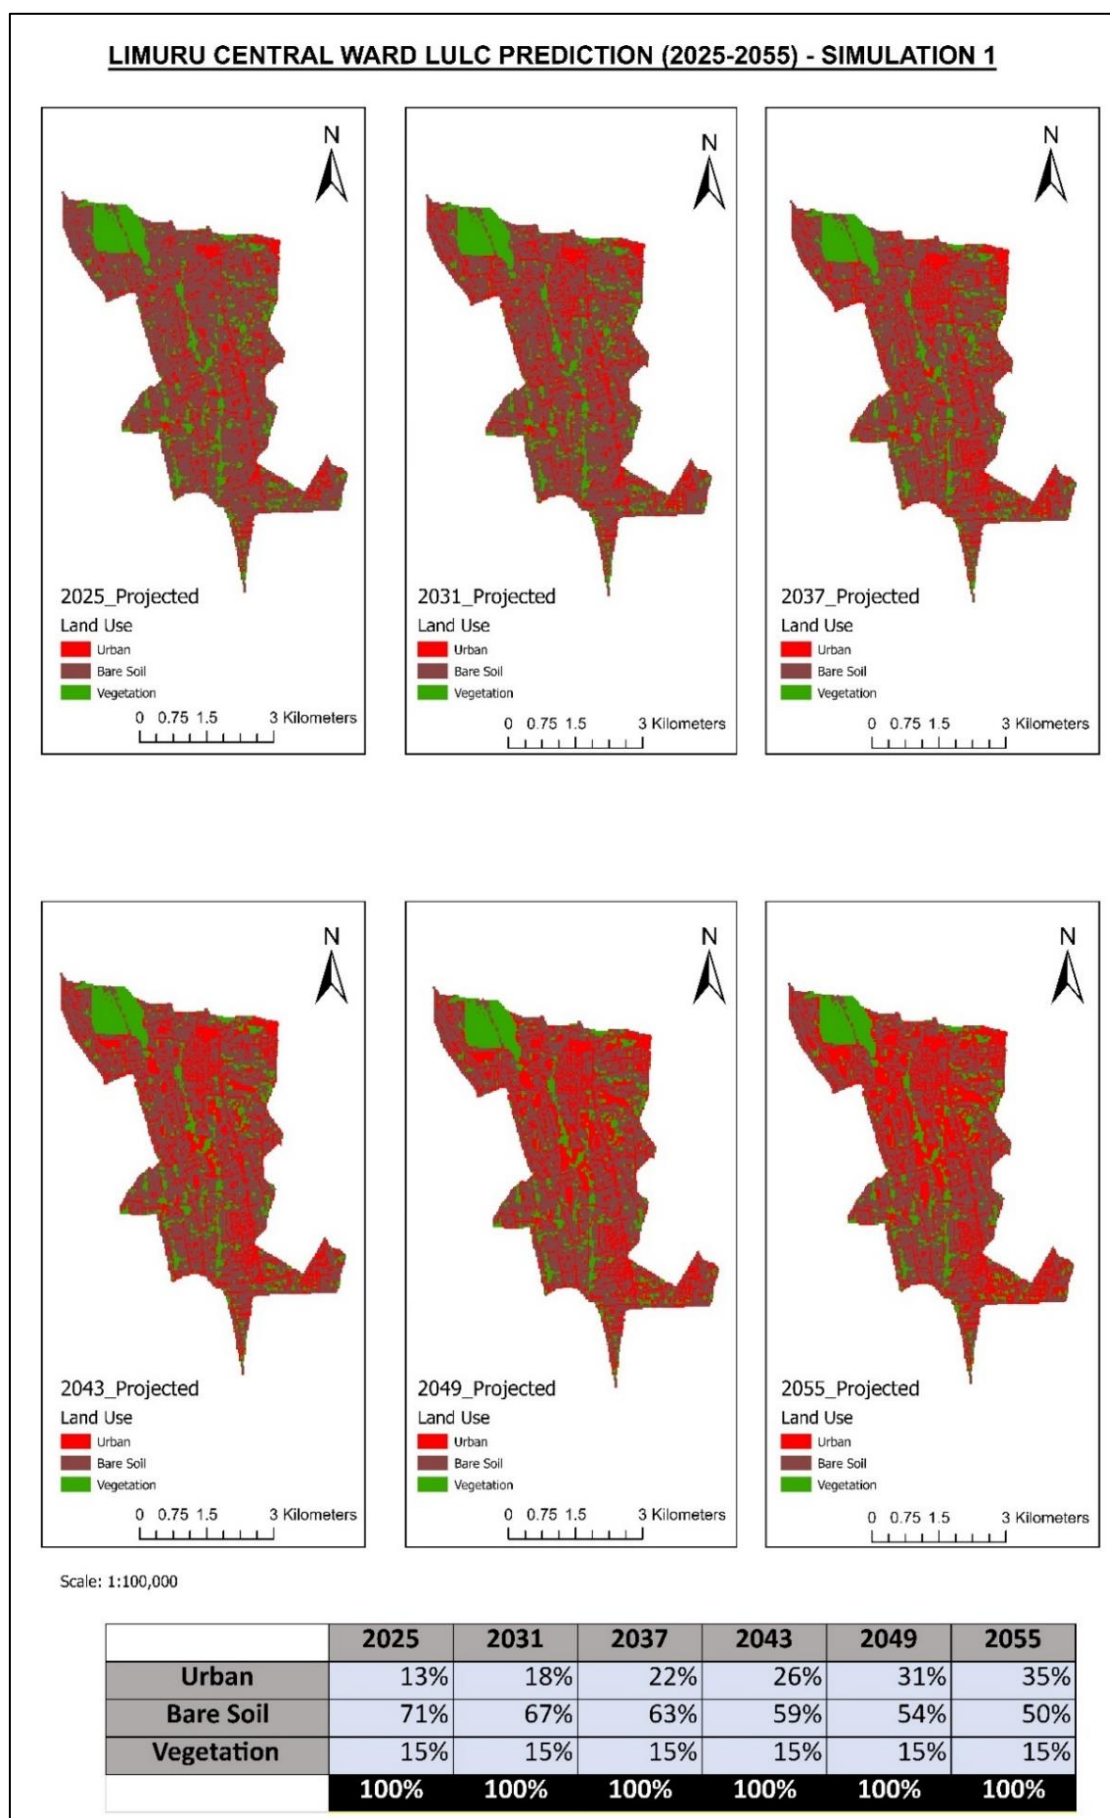 LIMURU CENTRAL WARD LULC PREDICTION (2025-2055) - SIMULATION 1
N
2025_Projected
Land Use
Urban
Bare Soil
Vegetation
0 0.75 1.5 3 Kilometers
N
2031_Projected
Land Use
Urban
Bare Soil
Vegetation
0 0.75 1.5 3 Kilometers
N
2037_Projected
Land Use
Urban
Bare Soil
Vegetation
0 0.75 1.5 3 Kilometers
N
2043_Projected
Land Use
Urban
Bare Soil
Vegetation
0 0.75 1.5 3 Kilometers
N
2049_Projected
Land Use
Urban
Bare Soil
Vegetation
0 0.75 1.5 3 Kilometers
N
2055_Projected
Land Use
Urban
Bare Soil
Vegetation
0 0.75 1.5 3 Kilometers
Scale: 1:100,000
2025 2031 2037 2043 2049 2055
Urban 13% 18% 22% 26% 31% 35%
Bare Soil 71% 67% 63% 59% 54% 50%
Vegetation 15% 15% 15% 15% 15% 15%
100% 100% 100% 100% 100% 100%